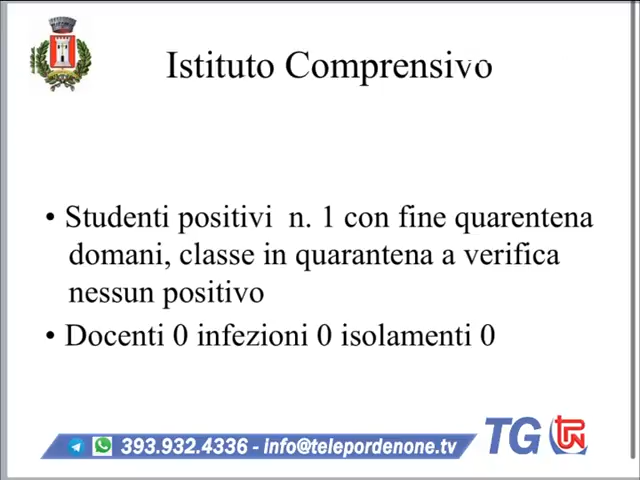 Istituto Comprensivo
• Studenti positivi n. 1 con fine quarentena
domani, classe in quarantena a verifica
nessun positivo
• Docenti 0 infezioni 0 isolamenti 0
393.932.4336 - info@telepordenone.tv
TG TPN